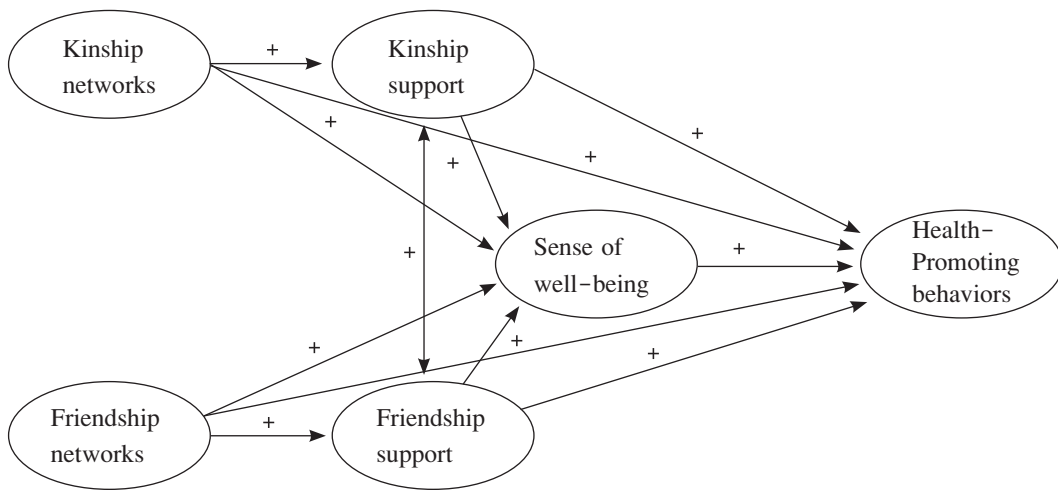 Kinship
networks
+
Kinship
support
+
+
+
+
+
Sense of
well-being
+
Health-
Promoting
behaviors
+
+
+
Friendship
networks
+
Friendship
support